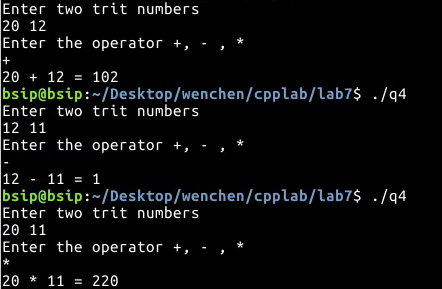 Enter two trit numbers
20 12
Enter the operator +, - , *
+
20 + 12 = 102
bsip@bsip:~/Desktop/wenchen/cpplab/lab7$ ./q4
Enter two trit numbers
12 11
Enter the operator +, - , *
-
12 - 11 = 1
bsip@bsip:~/Desktop/wenchen/cpplab/lab7$ ./q4
Enter two trit numbers
20 11
Enter the operator +, - , *
*
20 * 11 = 220